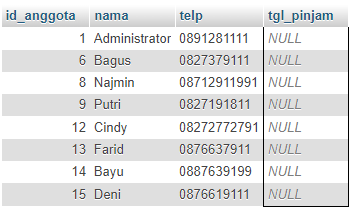 id_anggota nama telp tgl_pinjam
1 Administrator 0891281111 NULL
6 Bagus 0827379111 NULL
8 Najmin 08712911991 NULL
9 Putri 0827191811 NULL
12 Cindy 08272772791 NULL
13 Farid 0876637911 NULL
14 Bayu 0887639199 NULL
15 Deni 0876619111 NULL